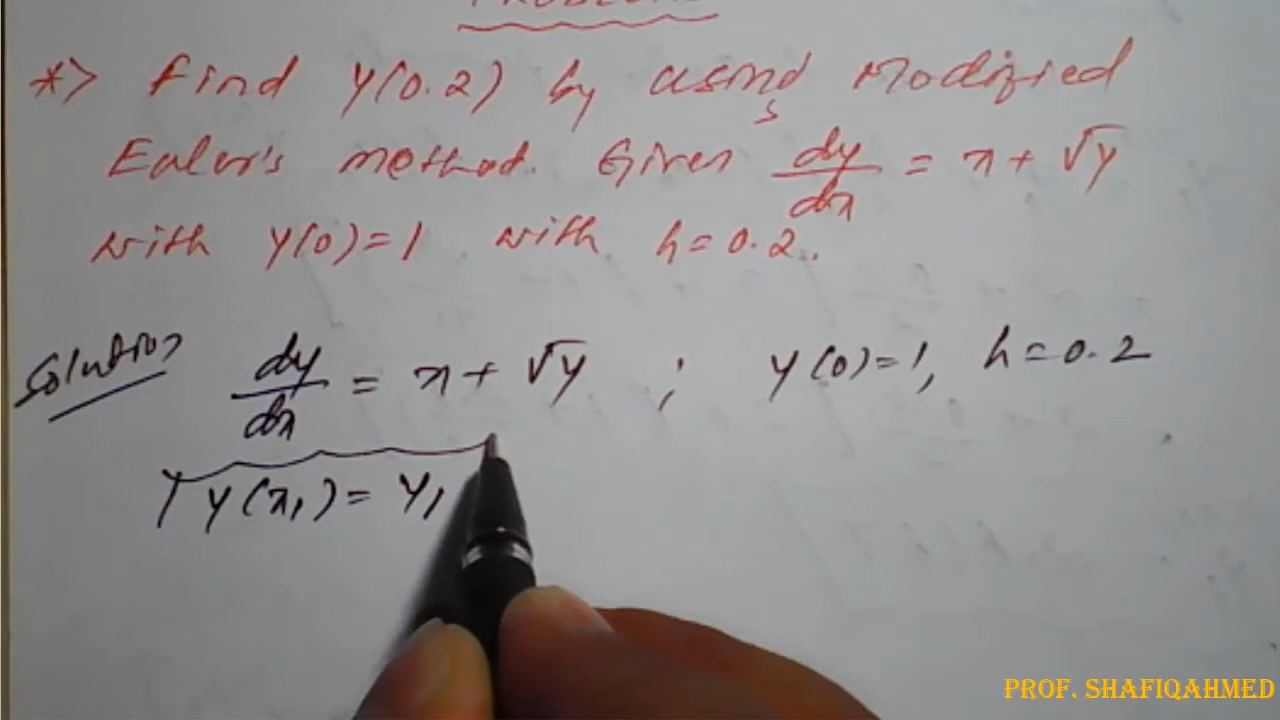 *> Find y(0.2) by using Modified
Euler's method. Given dy/dx = x + √y
with y(0)=1 with h=0.2.
Solution dy/dx = x + √y ; y(0)=1, h=0.2
y(x₁) = y₁
PROF. SHAFIQAHMED